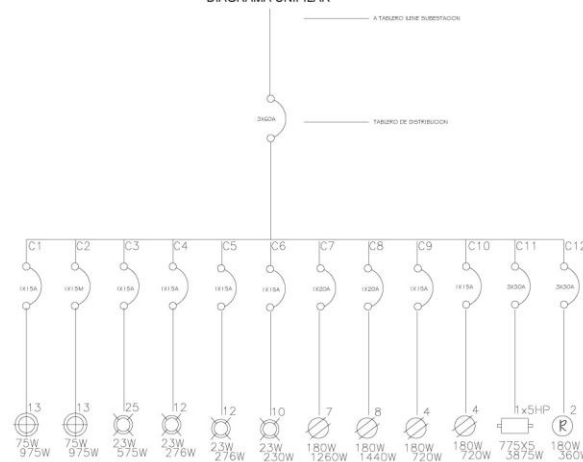 DIAGRAMA UNIFILAR
A TABLERO ILINE SUBESTACION
3X60A
TABLERO DE DISTRIBUCION
C1 C2 C3 C4 C5 C6 C7 C8 C9 C10 C11 C12
1X15A 1X15M 1X15A 1X15A 1X15A 1X15A 1X20A 1X20A 1X15A 1X15A 3X30A 3X30A
13 13 25 12 12 10 7 8 4 4 1x5HP 2
R
75W 75W 23W 23W 23W 23W 180W 180W 180W 180W 775X5 180W
975W 975W 575W 276W 276W 230W 1260W 1440W 720W 720W 3875W 360W